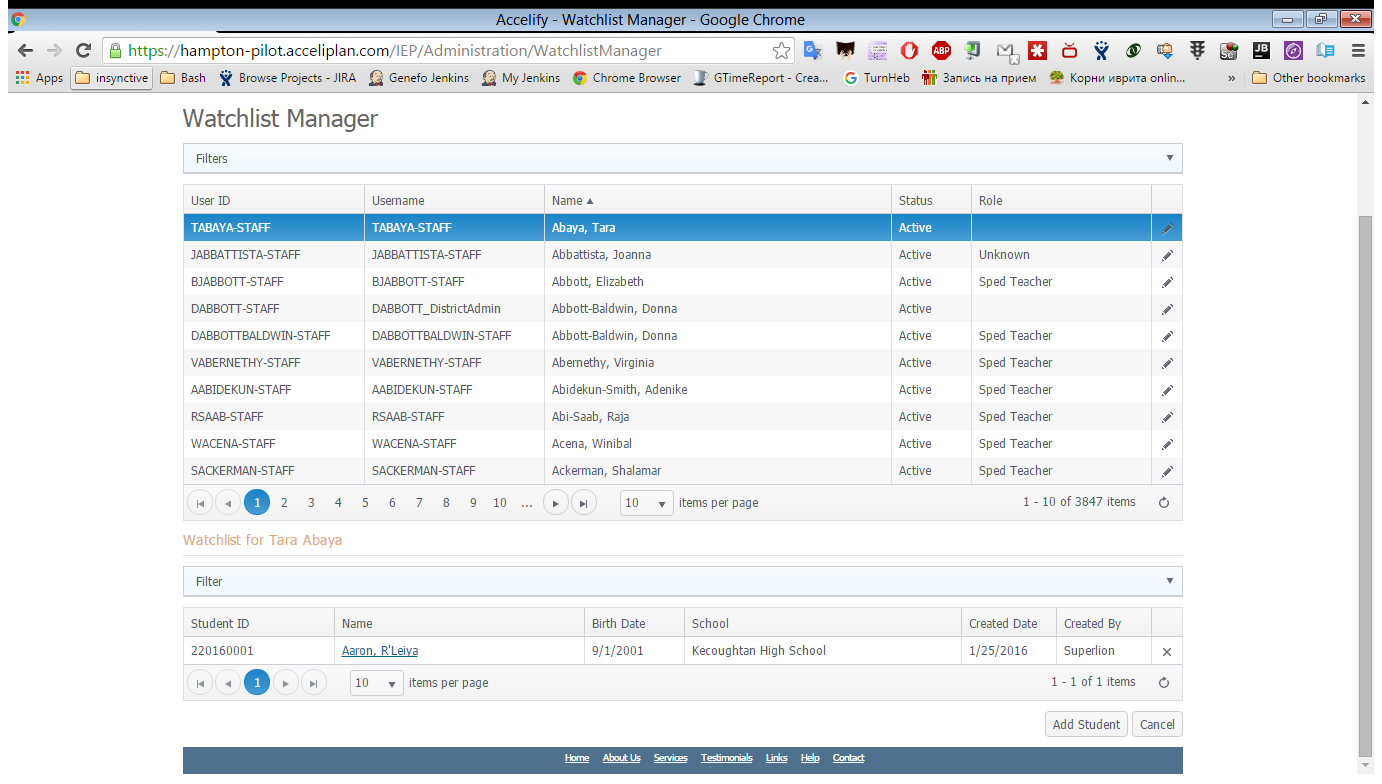 Accelify - Watchlist Manager - Google Chrome
https://hampton-pilot.acceliplan.com/IEP/Administration/WatchlistManager
Apps insynctive Bash Browse Projects - JIRA Genefo Jenkins My Jenkins Chrome Browser GTimeReport - Crea... TurnHeb Запись на прием Корни иврита onlin... » Other bookmarks
Watchlist Manager
Filters
User ID Username Name Status Role
TABAYA-STAFF TABAYA-STAFF Abaya, Tara Active
JABBATTISTA-STAFF JABBATTISTA-STAFF Abbattista, Joanna Active Unknown
BJABBOTT-STAFF BJABBOTT-STAFF Abbott, Elizabeth Active Sped Teacher
DABBOTT-STAFF DABBOTT_DistrictAdmin Abbott-Baldwin, Donna Active
DABBOTTBALDWIN-STAFF DABBOTTBALDWIN-STAFF Abbott-Baldwin, Donna Active Sped Teacher
VABERNETHY-STAFF VABERNETHY-STAFF Abernethy, Virginia Active Sped Teacher
AABIDEKUN-STAFF AABIDEKUN-STAFF Abidekun-Smith, Adenike Active Sped Teacher
RSAAB-STAFF RSAAB-STAFF Abi-Saab, Raja Active Sped Teacher
WACENA-STAFF WACENA-STAFF Acena, Winibal Active Sped Teacher
SACKERMAN-STAFF SACKERMAN-STAFF Ackerman, Shalamar Active Sped Teacher
1 2 3 4 5 6 7 8 9 10 ... 10 items per page 1 - 10 of 3847 items
Watchlist for Tara Abaya
Filter
Student ID Name Birth Date School Created Date Created By
220160001 Aaron, R'Leiya 9/1/2001 Kecoughtan High School 1/25/2016 Superlion
1 10 items per page 1 - 1 of 1 items
Add Student Cancel
Home About Us Services Testimonials Links Help Contact